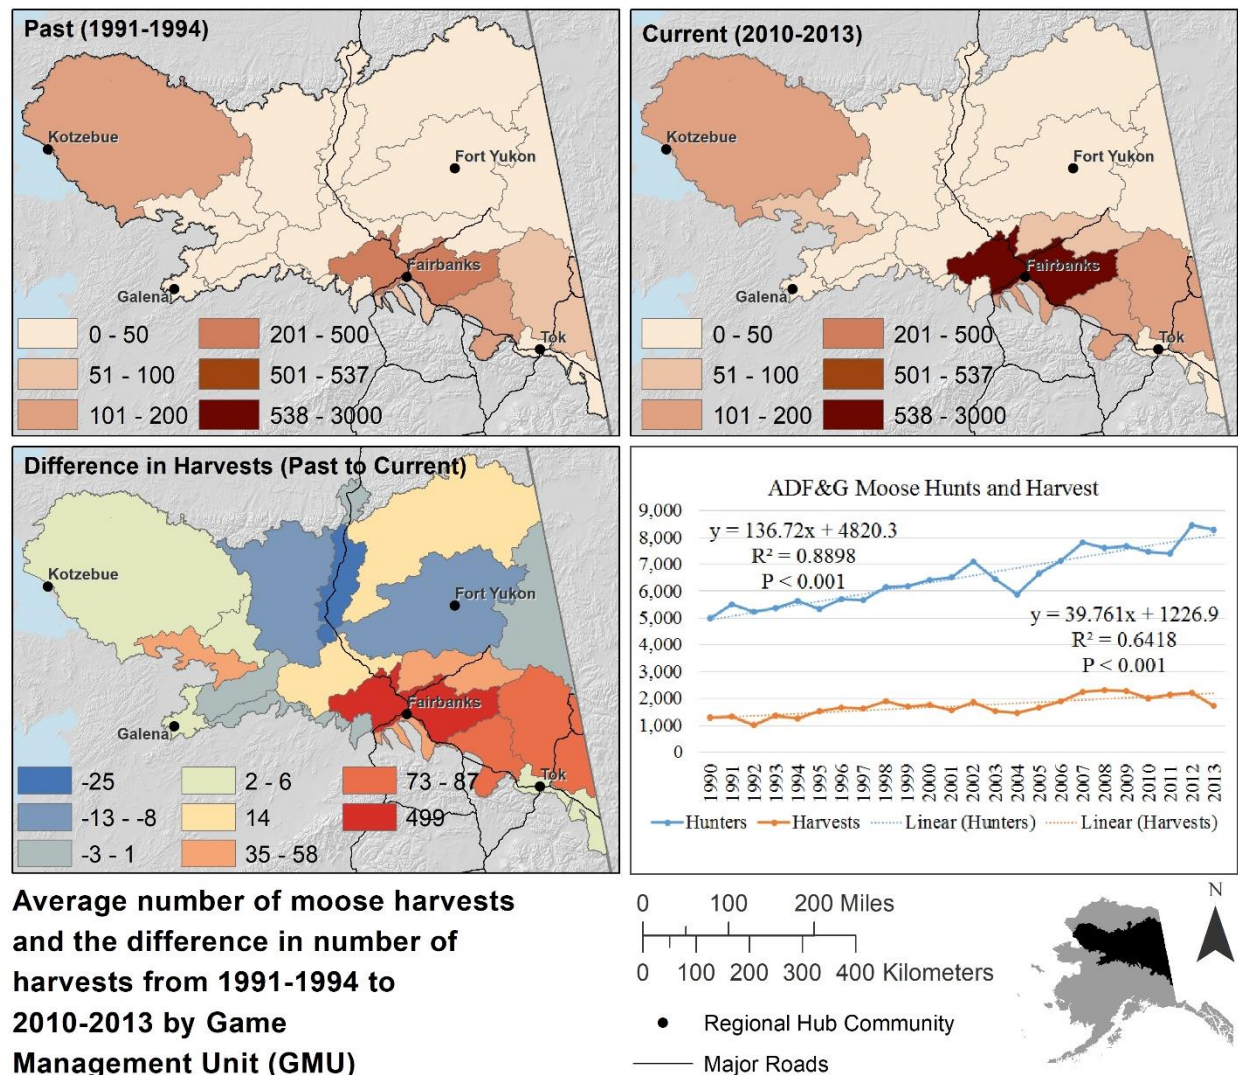 Past (1991-1994)
Kotzebue
Fort Yukon
Fairbanks
Galena
Tok
0 - 50
51 - 100
101 - 200
201 - 500
501 - 537
538 - 3000
Current (2010-2013)
Kotzebue
Fort Yukon
Fairbanks
Galena
Tok
0 - 50
51 - 100
101 - 200
201 - 500
501 - 537
538 - 3000
Difference in Harvests (Past to Current)
Kotzebue
Fort Yukon
Fairbanks
Galena
Tok
-25
-13 - -8
-3 - 1
2 - 6
14
35 - 58
73 - 87
499
ADF&G Moose Hunts and Harvest
9,000
8,000
7,000
6,000
5,000
4,000
3,000
2,000
1,000
0
y = 136.72x + 4820.3
R² = 0.8898
P < 0.001
y = 39.761x + 1226.9
R² = 0.6418
P < 0.001
1990
1991
1992
1993
1994
1995
1996
1997
1998
1999
2000
2001
2002
2003
2004
2005
2006
2007
2008
2009
2010
2011
2012
2013
Hunters Harvests Linear (Hunters) Linear (Harvests)
Average number of moose harvests
and the difference in number of
harvests from 1991-1994 to
2010-2013 by Game
Management Unit (GMU)
0 100 200 Miles
0 100 200 300 400 Kilometers
Regional Hub Community
Major Roads
N